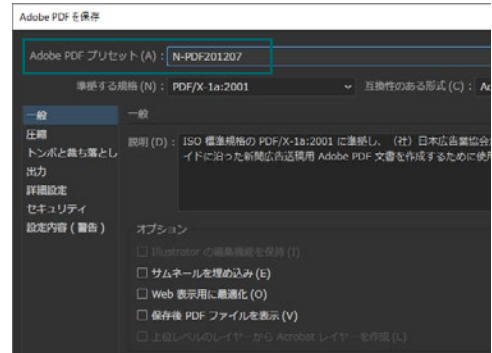 Adobe PDF を保存
Adobe PDF プリセット (A) : N-PDF201207
準拠する規格 (N) : PDF/X-1a:2001 互換性のある形式 (C) : Ac
一般
圧縮
トンボと裁ち落とし
出力
詳細設定
セキュリティ
設定内容 ( 警告 )
一般
説明 (D) : ISO 標準規格の PDF/X-1a:2001 に準拠し、（社）日本広告業協会が
イドに沿った新聞広告送稿用 Adobe PDF 文書を作成するために使用
オプション
Illustrator の編集機能を保持 (I)
サムネールを埋め込み (E)
Web 表示用に最適化 (O)
保存後 PDF ファイルを表示 (V)
上位レベルのレイヤーから Acrobat レイヤーを作成 (L)